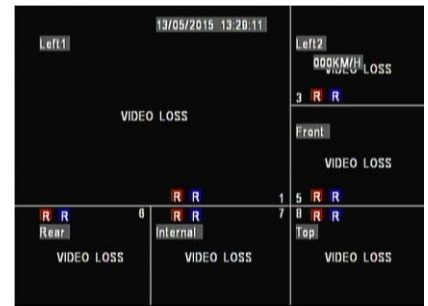 13/05/2015 13:29:11
Left1
VIDEO LOSS
R R 1
Left2
000KM/H
VIDEO LOSS
3 R R
Front
VIDEO LOSS
5 R R
R R 6
Rear
VIDEO LOSS
R R 7
Internal
VIDEO LOSS
8 R R
Top
VIDEO LOSS